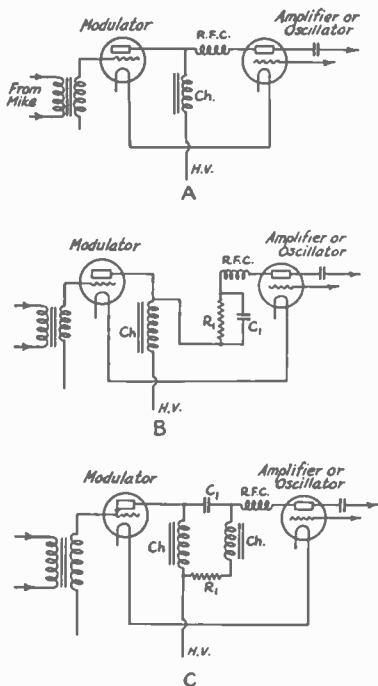 Modulator
Amplifier or
Oscillator
R.F.C.
From
Mike
Ch.
H.V.
A
Modulator
Amplifier or
Oscillator
R.F.C.
Ch
R1
C1
H.V.
B
Modulator
Amplifier or
Oscillator
C1
R.F.C.
Ch
Ch.
R1
H.V.
C